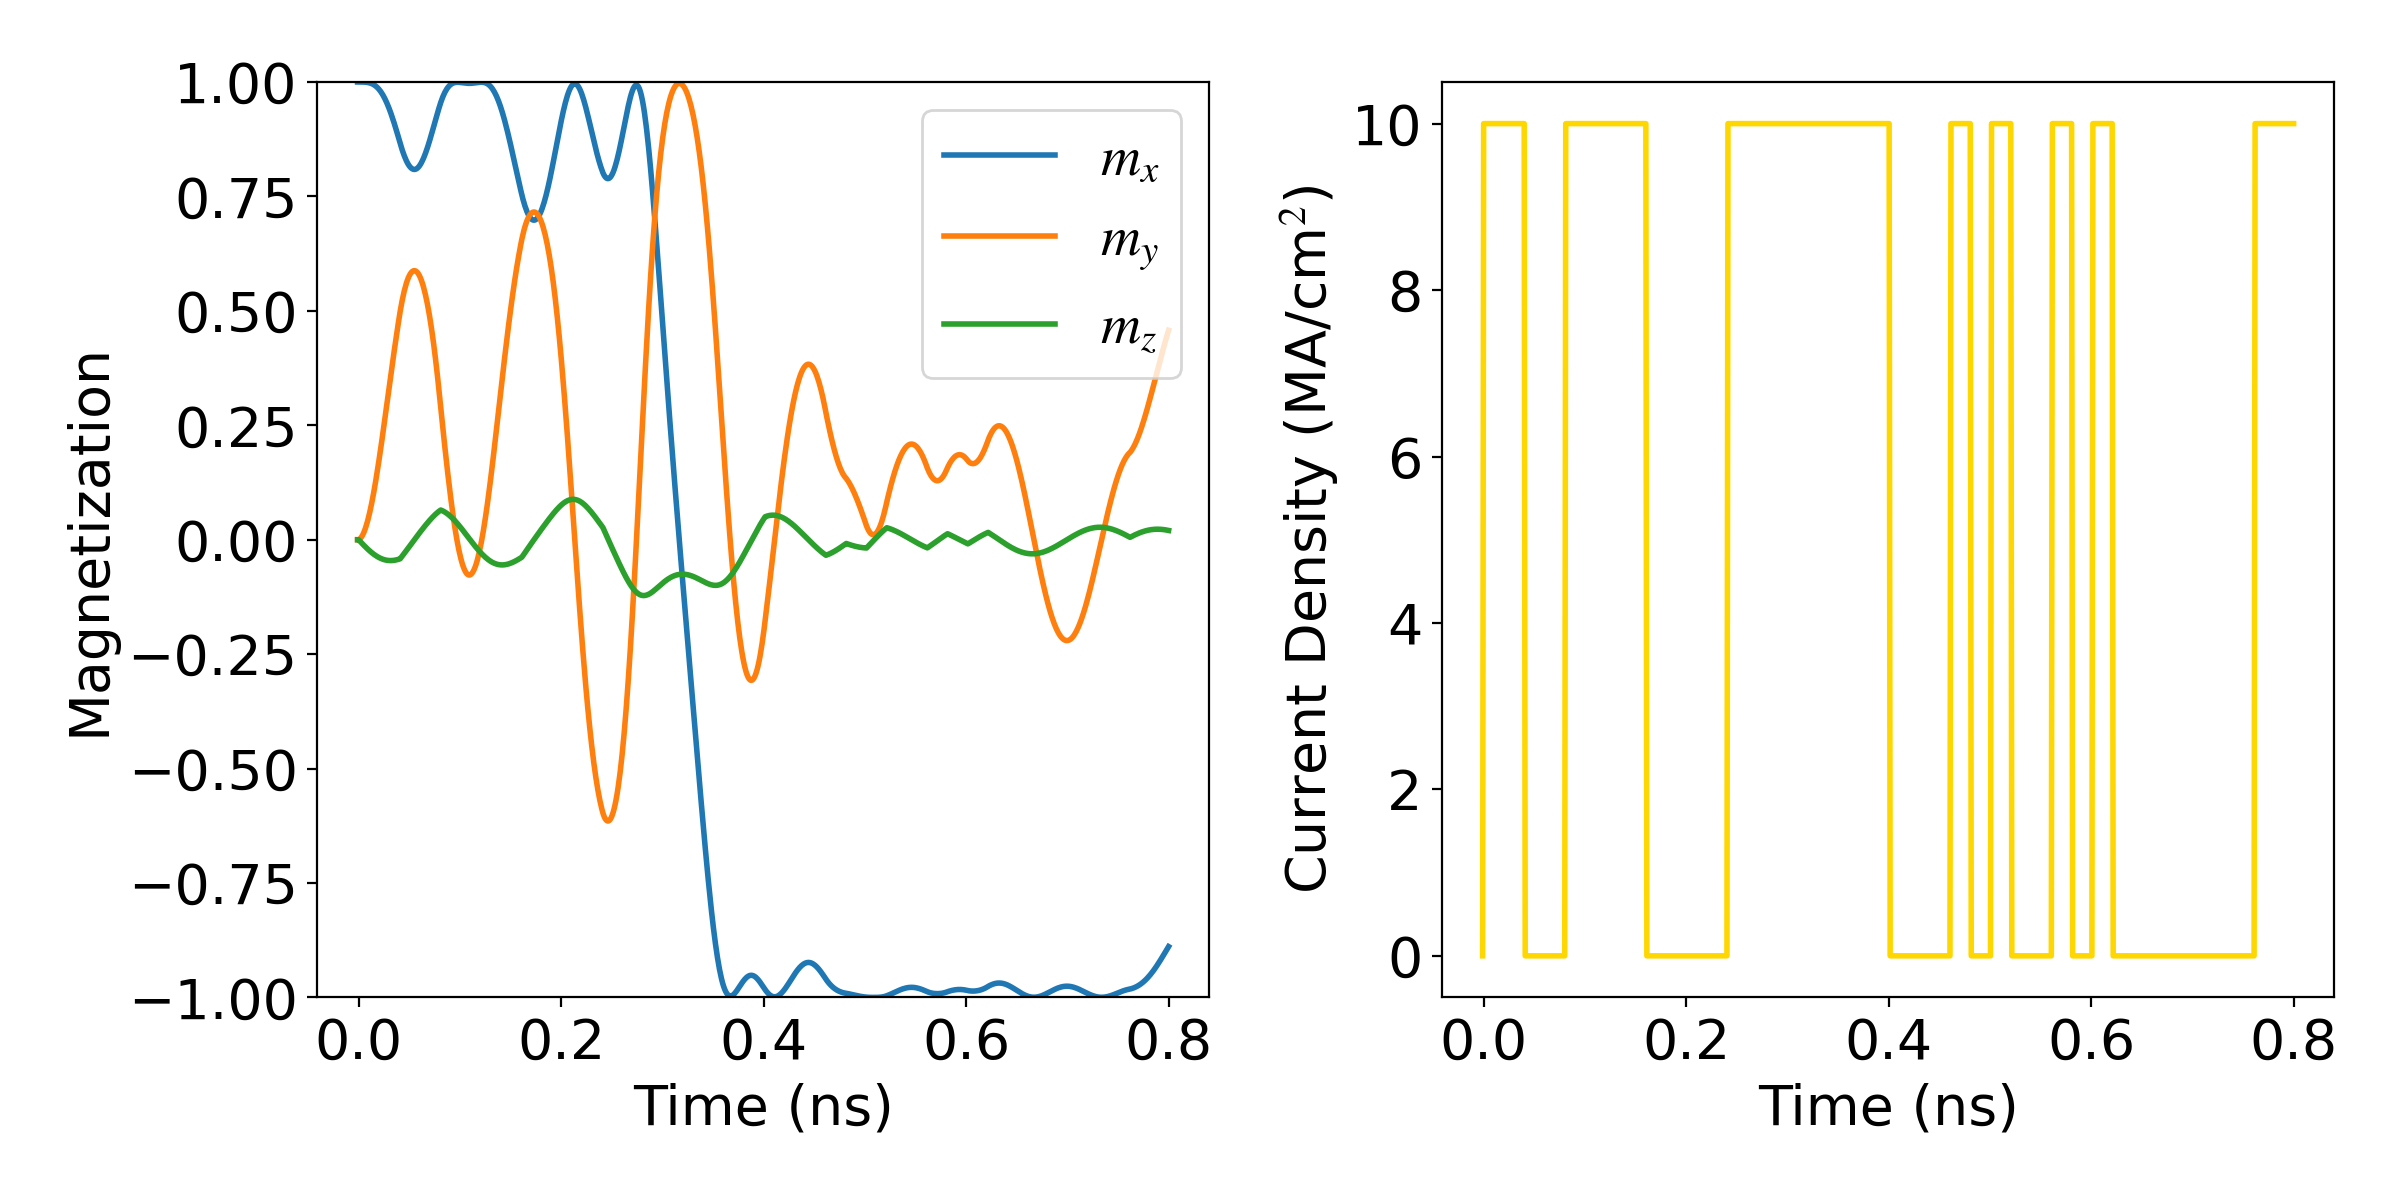 Magnetization
1.00
0.75
0.50
0.25
0.00
−0.25
−0.50
−0.75
−1.00
0.0 0.2 0.4 0.6 0.8
Time (ns)
m_x
m_y
m_z
Current Density (MA/cm²)
10
8
6
4
2
0
0.0 0.2 0.4 0.6 0.8
Time (ns)